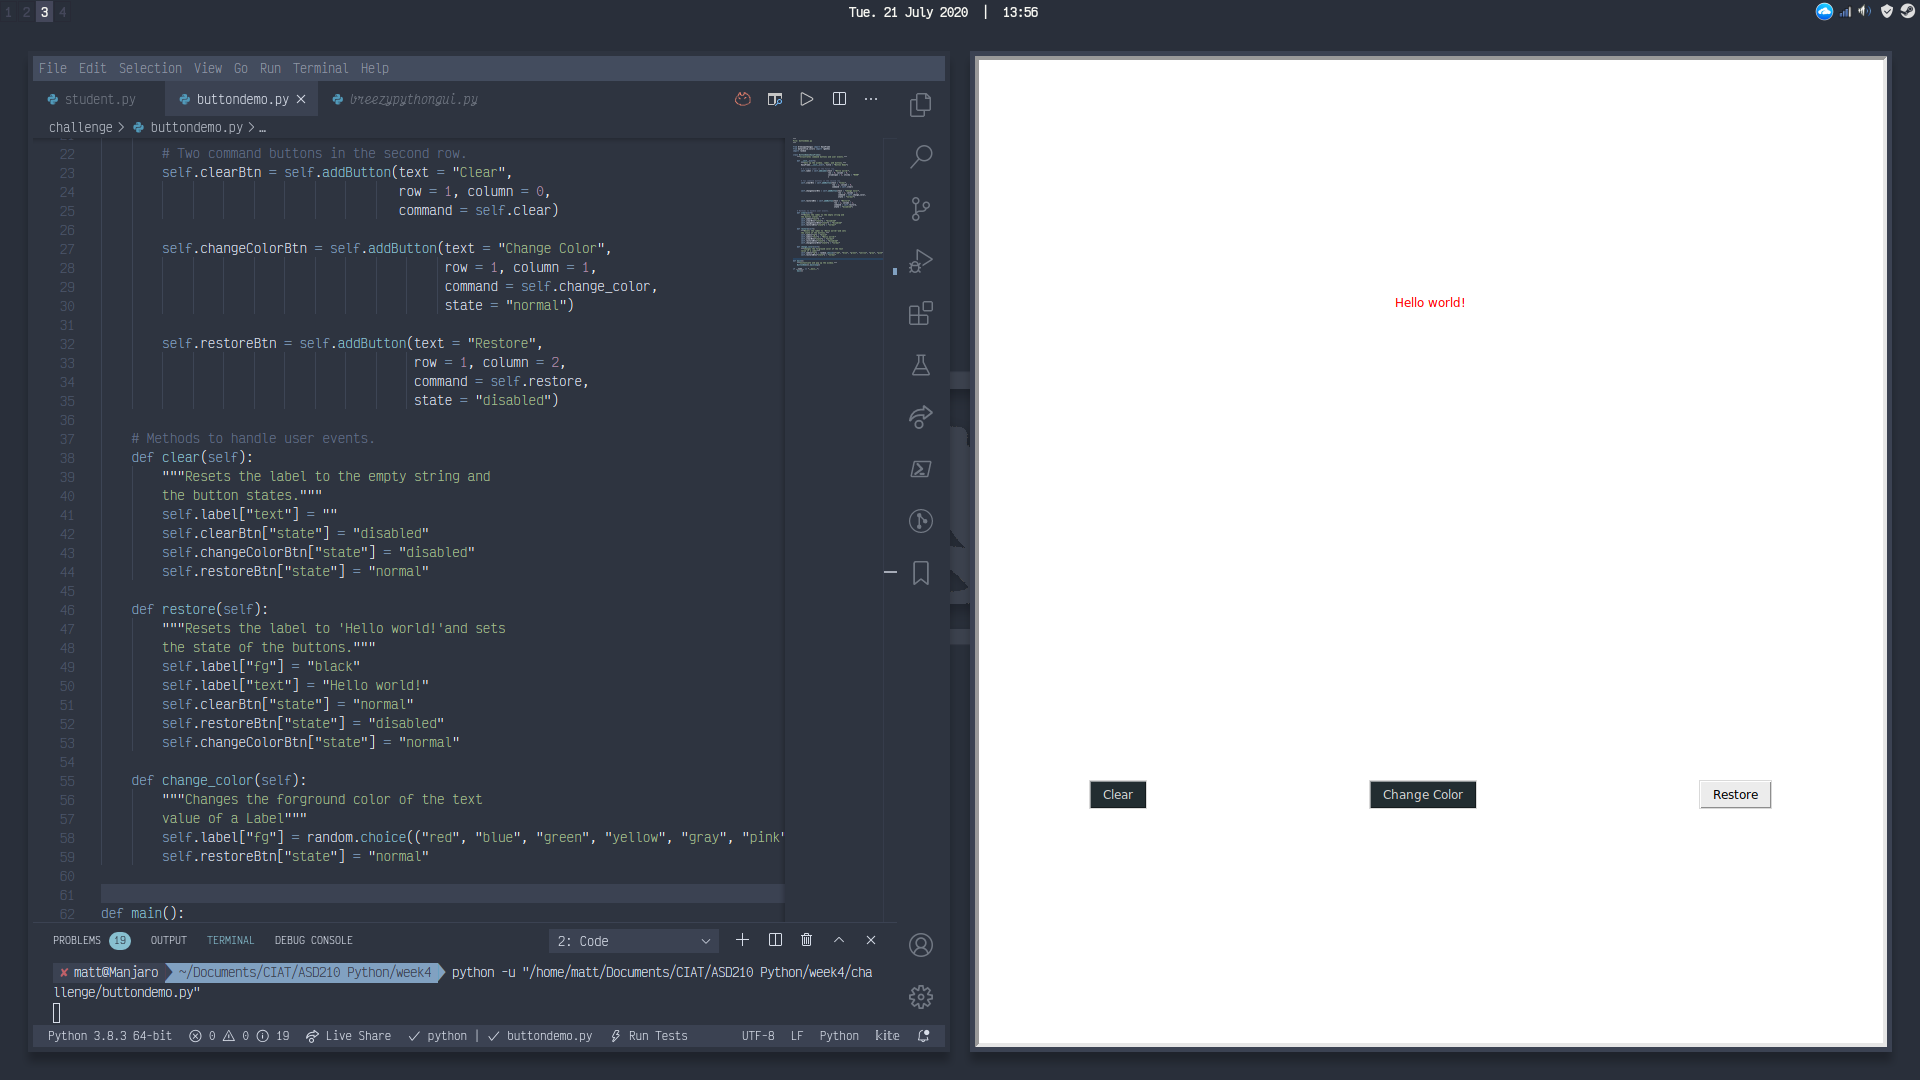 1 2 3 4
Tue. 21 July 2020 | 13:56
File Edit Selection View Go Run Terminal Help
student.py buttondemo.py breezypythongui.py
challenge > buttondemo.py > …
22 # Two command buttons in the second row.
23 self.clearBtn = self.addButton(text = "Clear",
24 row = 1, column = 0,
25 command = self.clear)
26
27 self.changeColorBtn = self.addButton(text = "Change Color",
28 row = 1, column = 1,
29 command = self.change_color,
30 state = "normal")
31
32 self.restoreBtn = self.addButton(text = "Restore",
33 row = 1, column = 2,
34 command = self.restore,
35 state = "disabled")
36
37 # Methods to handle user events.
38 def clear(self):
39 """Resets the label to the empty string and
40 the button states."""
41 self.label["text"] = ""
42 self.clearBtn["state"] = "disabled"
43 self.changeColorBtn["state"] = "disabled"
44 self.restoreBtn["state"] = "normal"
45
46 def restore(self):
47 """Resets the label to 'Hello world!'and sets
48 the state of the buttons."""
49 self.label["fg"] = "black"
50 self.label["text"] = "Hello world!"
51 self.clearBtn["state"] = "normal"
52 self.restoreBtn["state"] = "disabled"
53 self.changeColorBtn["state"] = "normal"
54
55 def change_color(self):
56 """Changes the forground color of the text
57 value of a Label"""
58 self.label["fg"] = random.choice(("red", "blue", "green", "yellow", "gray", "pink"
59 self.restoreBtn["state"] = "normal"
60
61
62 def main():
PROBLEMS 19 OUTPUT TERMINAL DEBUG CONSOLE 2: Code
✘ matt@Manjaro ~/Documents/CIAT/ASD210 Python/week4 python -u "/home/matt/Documents/CIAT/ASD210 Python/week4/cha
llenge/buttondemo.py"
Python 3.8.3 64-bit 0 0 19 Live Share ✓ python | ✓ buttondemo.py Run Tests UTF-8 LF Python kite
Hello world!
Clear Change Color Restore